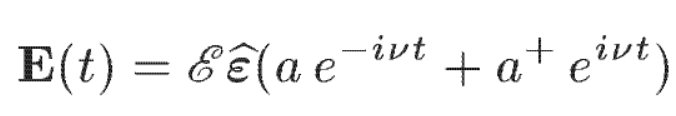 𝐄(t) = ℰ ε̂(a e^{-iνt} + a^{+} e^{iνt})